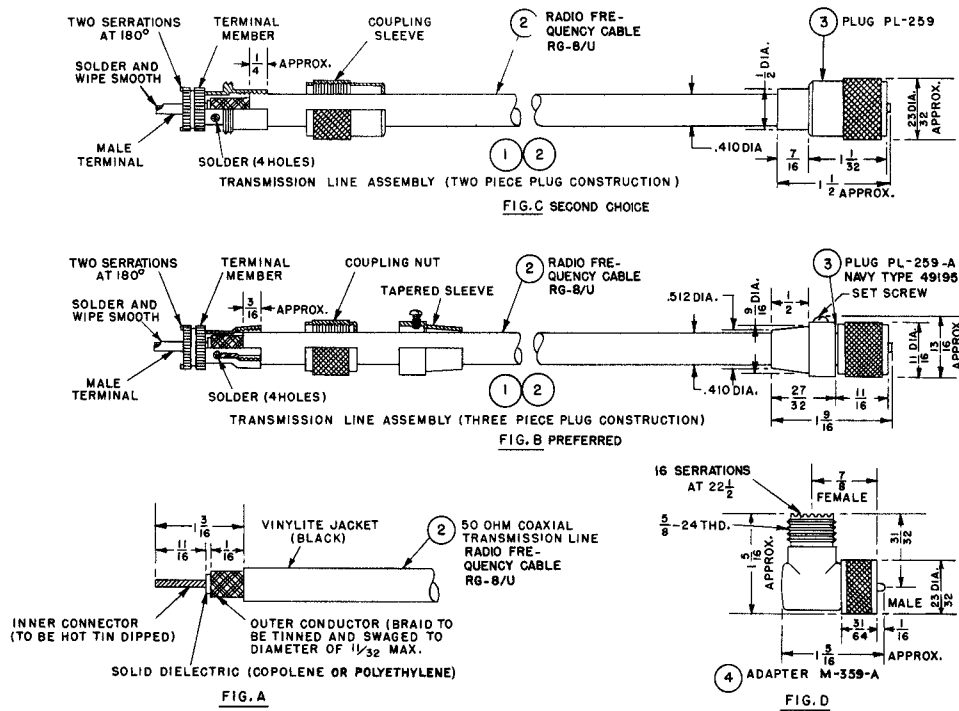 TWO SERRATIONS
AT 180°
TERMINAL
MEMBER
COUPLING
SLEEVE
2
RADIO FRE-
QUENCY CABLE
RG-8/U
3
PLUG PL-259
SOLDER AND
WIPE SMOOTH
1/4
APPROX.
1/2 DIA.
23/32 DIA.
APPROX.
MALE
TERMINAL
SOLDER (4 HOLES)
1
2
.410 DIA
7/16
1 1/32
TRANSMISSION LINE ASSEMBLY (TWO PIECE PLUG CONSTRUCTION)
1 1/2 APPROX.
FIG.C SECOND CHOICE
TWO SERRATIONS
AT 180°
TERMINAL
MEMBER
COUPLING NUT
2
RADIO FRE-
QUENCY CABLE
RG-8/U
3
PLUG PL-259-A
NAVY TYPE 49195
SET SCREW
SOLDER AND
WIPE SMOOTH
3/16
APPROX.
TAPERED SLEEVE
.512 DIA.
9/16 DIA.
1/2
11/16 DIA.
13/16
APPROX
MALE
TERMINAL
SOLDER (4 HOLES)
1
2
.410 DIA.
27/32
11/16
TRANSMISSION LINE ASSEMBLY (THREE PIECE PLUG CONSTRUCTION)
1 9/16
FIG. B PREFERRED
1 3/16
11/16
1/16
VINYLITE JACKET
(BLACK)
2
50 OHM COAXIAL
TRANSMISSION LINE
RADIO FRE-
QUENCY CABLE
RG-8/U
INNER CONNECTOR
(TO BE HOT TIN DIPPED)
OUTER CONDUCTOR (BRAID TO
BE TINNED AND SWAGED TO
DIAMETER OF 11/32 MAX.
SOLID DIELECTRIC (COPOLENE OR POLYETHYLENE)
FIG. A
16 SERRATIONS
AT 22 1/2
7/8
FEMALE
5/8-24 THD.
1 5/16
APPROX.
31/32
23/32 DIA.
MALE
31/64
1/16
1 5/16
APPROX.
4
ADAPTER M-359-A
FIG. D